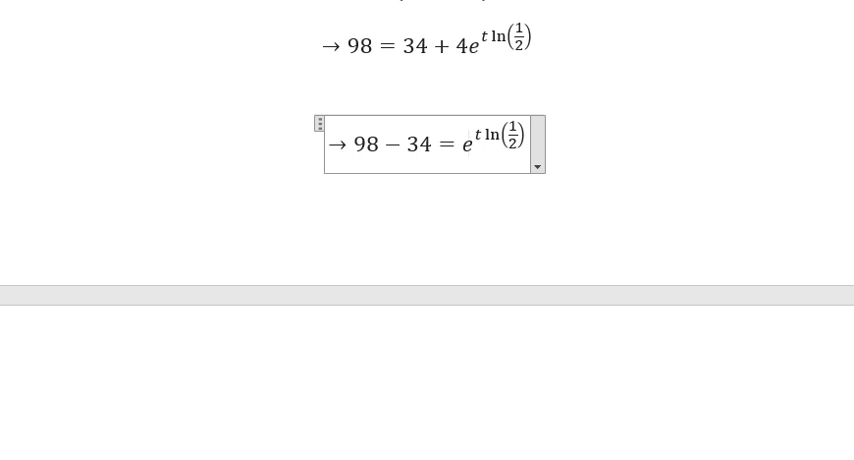 → 98 = 34 + 4e^{t ln(1/2)}
→ 98 − 34 = e^{t ln(1/2)}